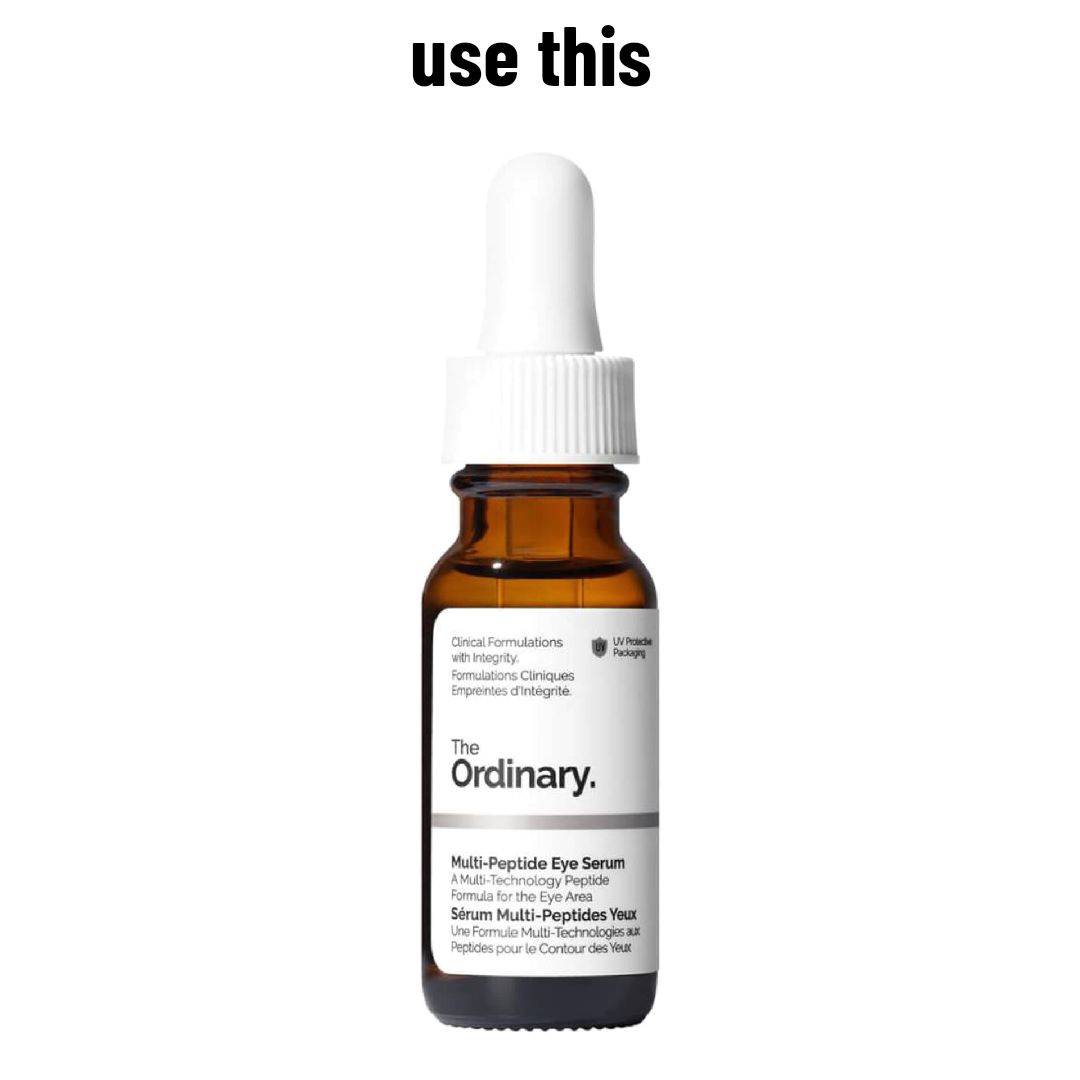 use this
Clinical Formulations
with Integrity.
Formulations Cliniques
Empreintes d'Intégrité.
UV
UV Protective
Packaging
The
Ordinary.
Multi-Peptide Eye Serum
A Multi-Technology Peptide
Formula for the Eye Area
Sérum Multi-Peptides Yeux
Une Formule Multi-Technologies aux
Peptides pour le Contour des Yeux